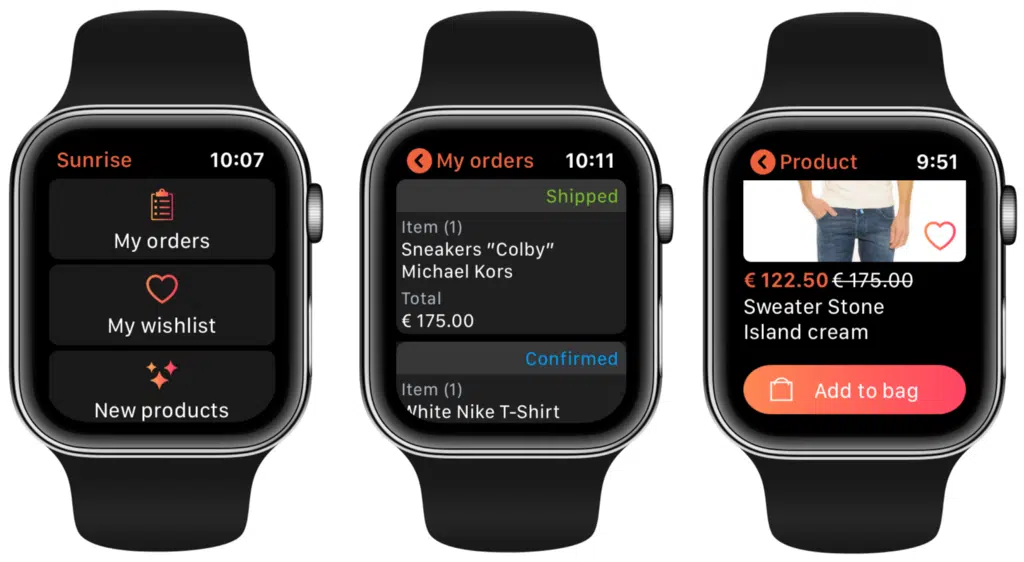 Sunrise 10:07
My orders
My wishlist
New products
My orders 10:11
Shipped
Item (1)
Sneakers "Colby"
Michael Kors
Total
€ 175.00
Confirmed
Item (1)
White Nike T-Shirt
Product 9:51
€ 122.50 € 175.00
Sweater Stone
Island cream
Add to bag